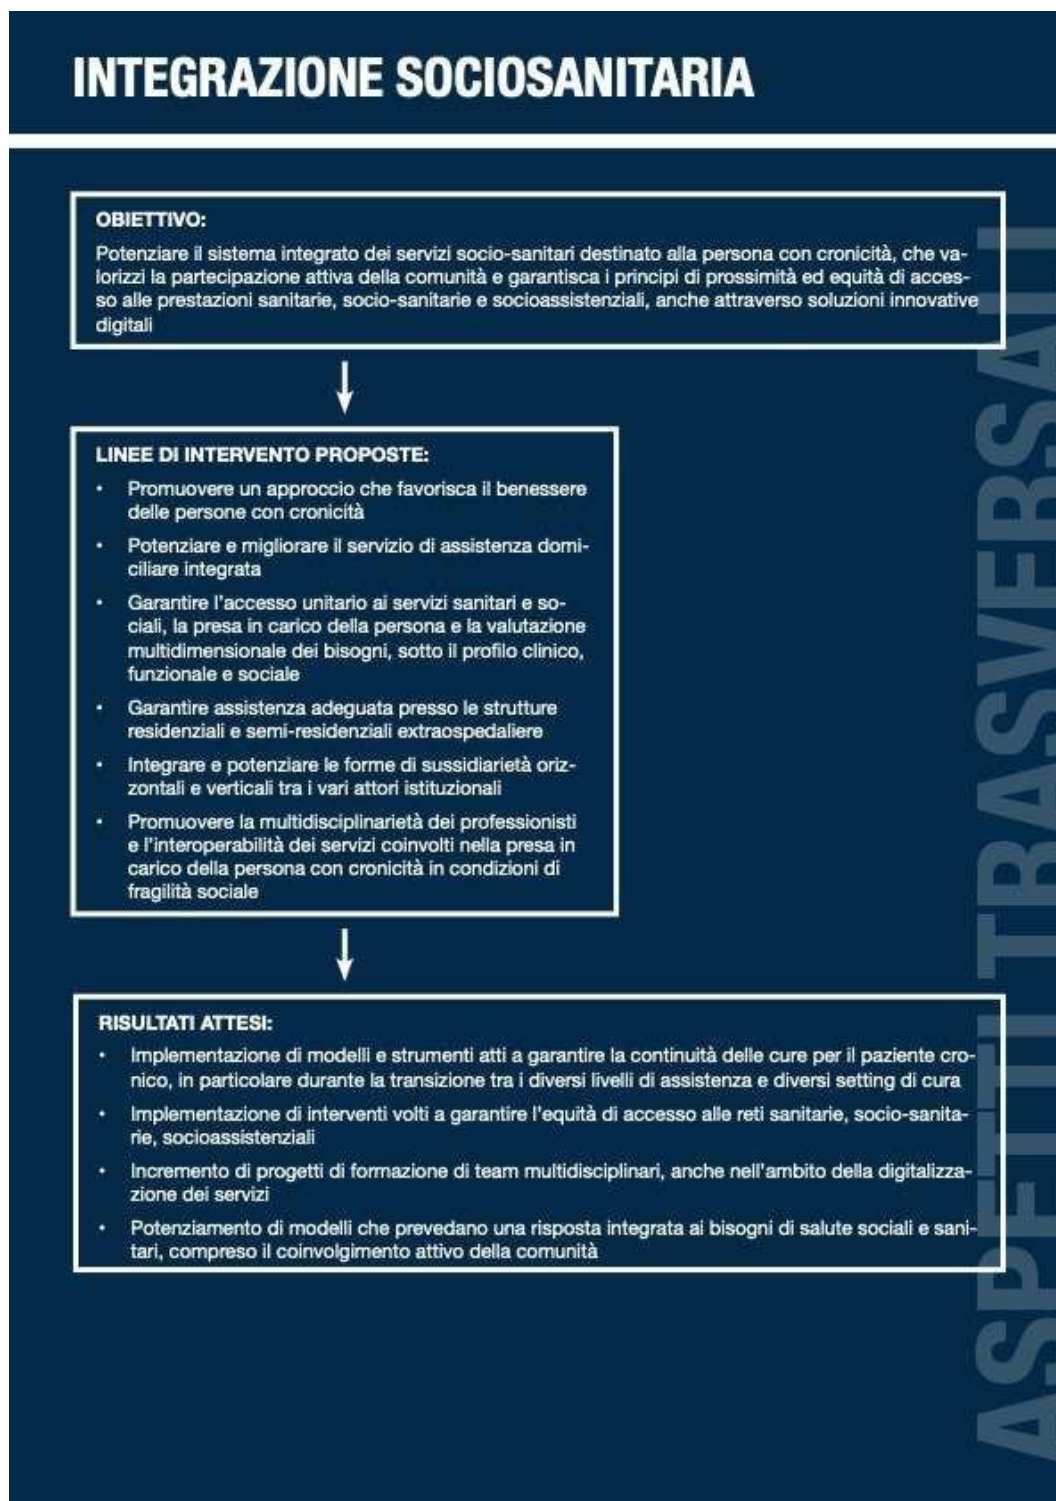 INTEGRAZIONE SOCIOSANITARIA
OBIETTIVO:
Potenziare il sistema integrato dei servizi socio-sanitari destinato alla persona con cronicità, che va-
lorizzi la partecipazione attiva della comunità e garantisca i principi di prossimità ed equità di acces-
so alle prestazioni sanitarie, socio-sanitarie e socioassistenziali, anche attraverso soluzioni innovative
digitali
LINEE DI INTERVENTO PROPOSTE:
• Promuovere un approccio che favorisca il benessere
delle persone con cronicità
• Potenziare e migliorare il servizio di assistenza domi-
ciliare integrata
• Garantire l'accesso unitario ai servizi sanitari e so-
ciali, la presa in carico della persona e la valutazione
multidimensionale dei bisogni, sotto il profilo clinico,
funzionale e sociale
• Garantire assistenza adeguata presso le strutture
residenziali e semi-residenziali extraospedaliere
• Integrare e potenziare le forme di sussidiarietà oriz-
zontali e verticali tra i vari attori istituzionali
• Promuovere la multidisciplinarietà dei professionisti
e l'interoperabilità dei servizi coinvolti nella presa in
carico della persona con cronicità in condizioni di
fragilità sociale
RISULTATI ATTESI:
• Implementazione di modelli e strumenti atti a garantire la continuità delle cure per il paziente cro-
nico, in particolare durante la transizione tra i diversi livelli di assistenza e diversi setting di cura
• Implementazione di interventi volti a garantire l'equità di accesso alle reti sanitarie, socio-sanita-
rie, socioassistenziali
• Incremento di progetti di formazione di team multidisciplinari, anche nell'ambito della digitalizza-
zione dei servizi
• Potenziamento di modelli che prevedano una risposta integrata ai bisogni di salute sociali e sani-
tari, compreso il coinvolgimento attivo della comunità
ASPETTI TRASVERSALI